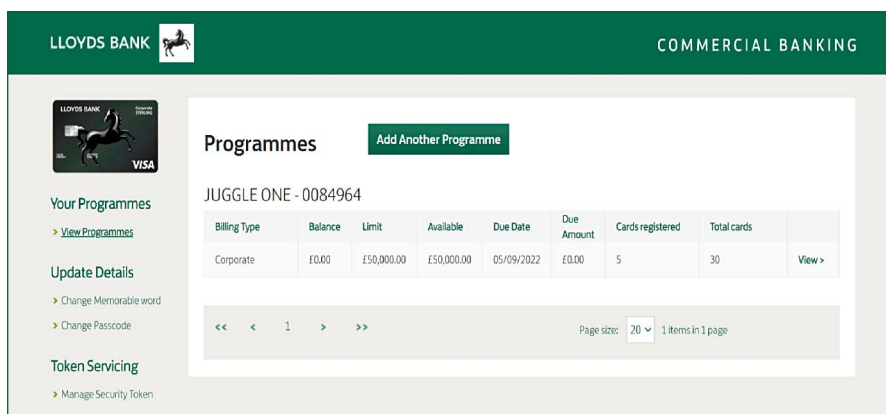 LLOYDS BANK
COMMERCIAL BANKING
LLOYDS BANK
Corporate
STERLING
VISA
Your Programmes
> View Programmes
Update Details
> Change Memorable word
> Change Passcode
Token Servicing
> Manage Security Token
Programmes
Add Another Programme
JUGGLE ONE - 0084964
Billing Type Balance Limit Available Due Date Due Amount Cards registered Total cards
Corporate £0.00 £50,000.00 £50,000.00 05/09/2022 £0.00 5 30 View >
<< < 1 > >> Page size: 20 1 items in 1 page